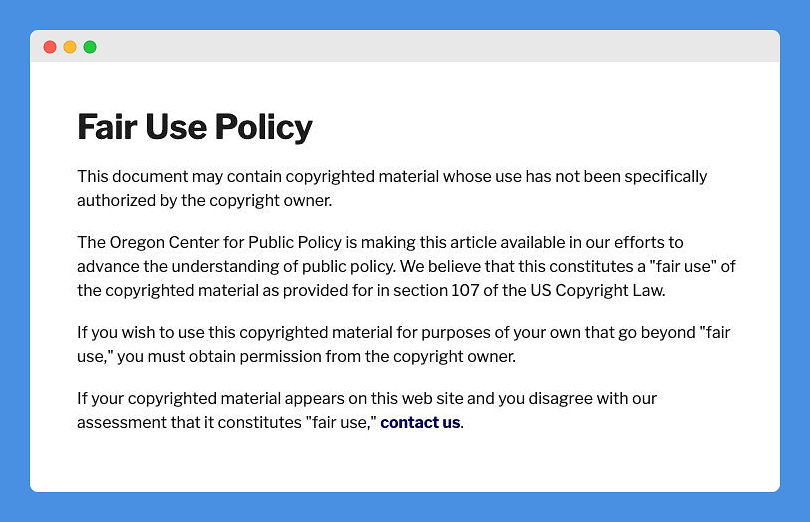 Fair Use Policy
This document may contain copyrighted material whose use has not been specifically
authorized by the copyright owner.
The Oregon Center for Public Policy is making this article available in our efforts to
advance the understanding of public policy. We believe that this constitutes a "fair use" of
the copyrighted material as provided for in section 107 of the US Copyright Law.
If you wish to use this copyrighted material for purposes of your own that go beyond "fair
use," you must obtain permission from the copyright owner.
If your copyrighted material appears on this web site and you disagree with our
assessment that it constitutes "fair use," contact us.